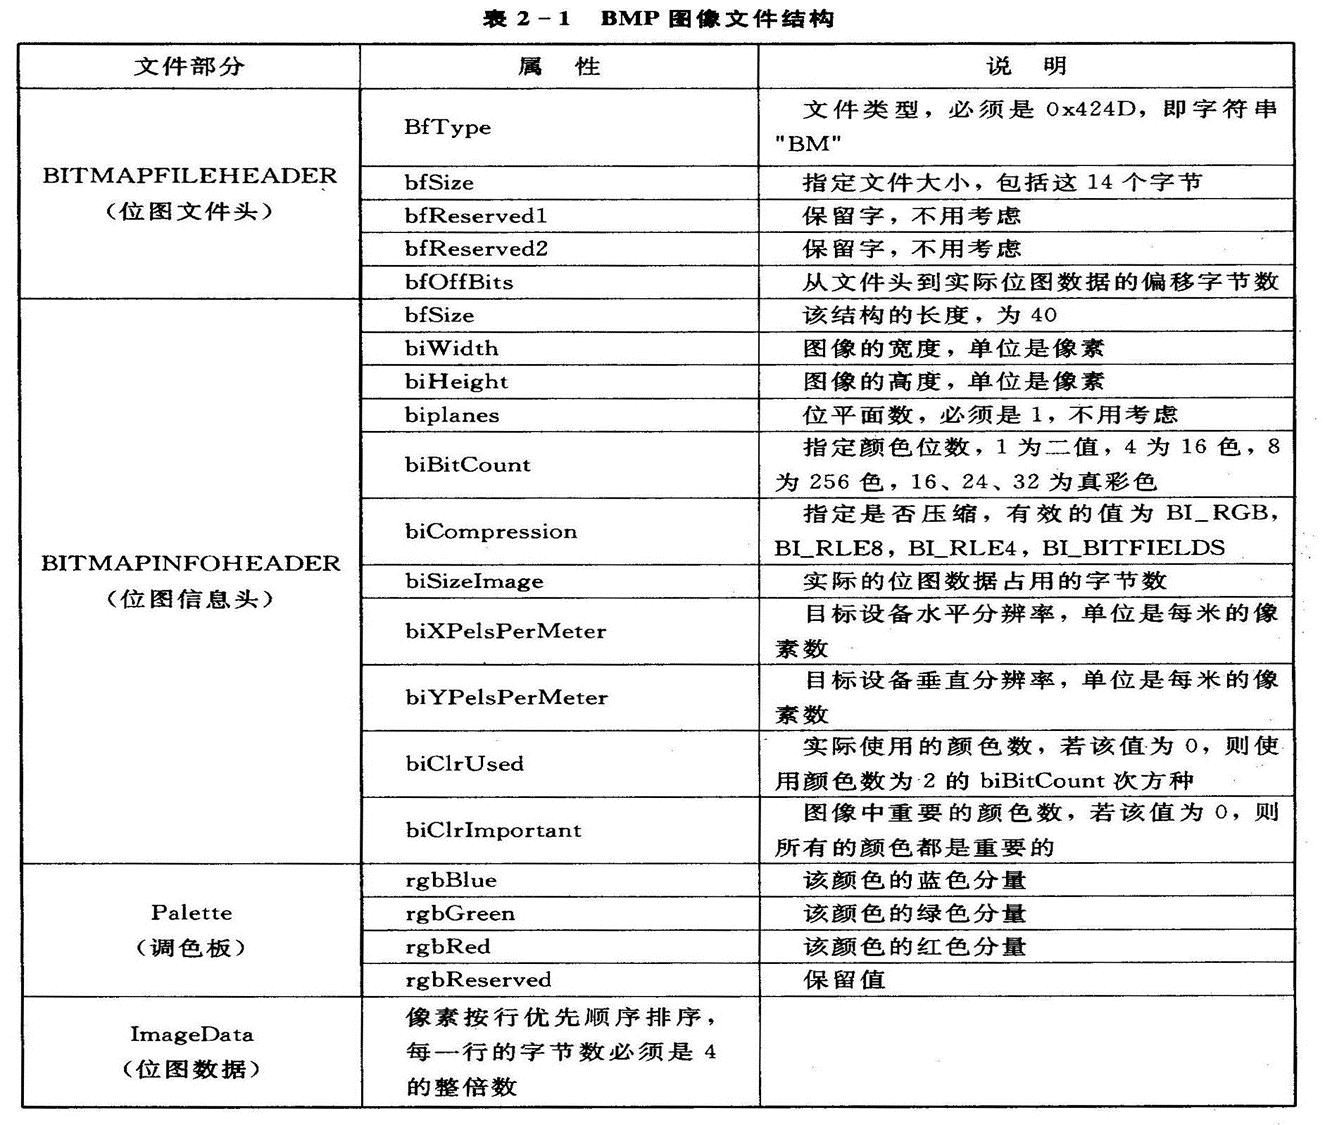 表 2-1 BMP 图像文件结构
文件部分 属 性 说 明
BITMAPFILEHEADER
（位图文件头）
BfType
文件类型，必须是 0x424D，即字符串
"BM"
bfSize 指定文件大小，包括这 14 个字节
bfReserved1 保留字，不用考虑
bfReserved2 保留字，不用考虑
bfOffBits 从文件头到实际位图数据的偏移字节数
BITMAPINFOHEADER
（位图信息头）
bfSize 该结构的长度，为 40
biWidth 图像的宽度，单位是像素
biHeight 图像的高度，单位是像素
biplanes 位平面数，必须是 1，不用考虑
biBitCount
指定颜色位数，1 为二值，4 为 16 色，8
为 256 色，16、24、32 为真彩色
biCompression
指定是否压缩，有效的值为 BI_RGB，
BI_RLE8，BI_RLE4，BI_BITFIELDS
biSizeImage 实际的位图数据占用的字节数
biXPelsPerMeter
目标设备水平分辨率，单位是每米的像
素数
biYPelsPerMeter
目标设备垂直分辨率，单位是每米的像
素数
biClrUsed
实际使用的颜色数，若该值为 0，则使
用颜色数为 2 的 biBitCount 次方种
biClrImportant
图像中重要的颜色数，若该值为 0，则
所有的颜色都是重要的
Palette
（调色板）
rgbBlue 该颜色的蓝色分量
rgbGreen 该颜色的绿色分量
rgbRed 该颜色的红色分量
rgbReserved 保留值
ImageData
（位图数据）
像素按行优先顺序排序，
每一行的字节数必须是 4
的整倍数